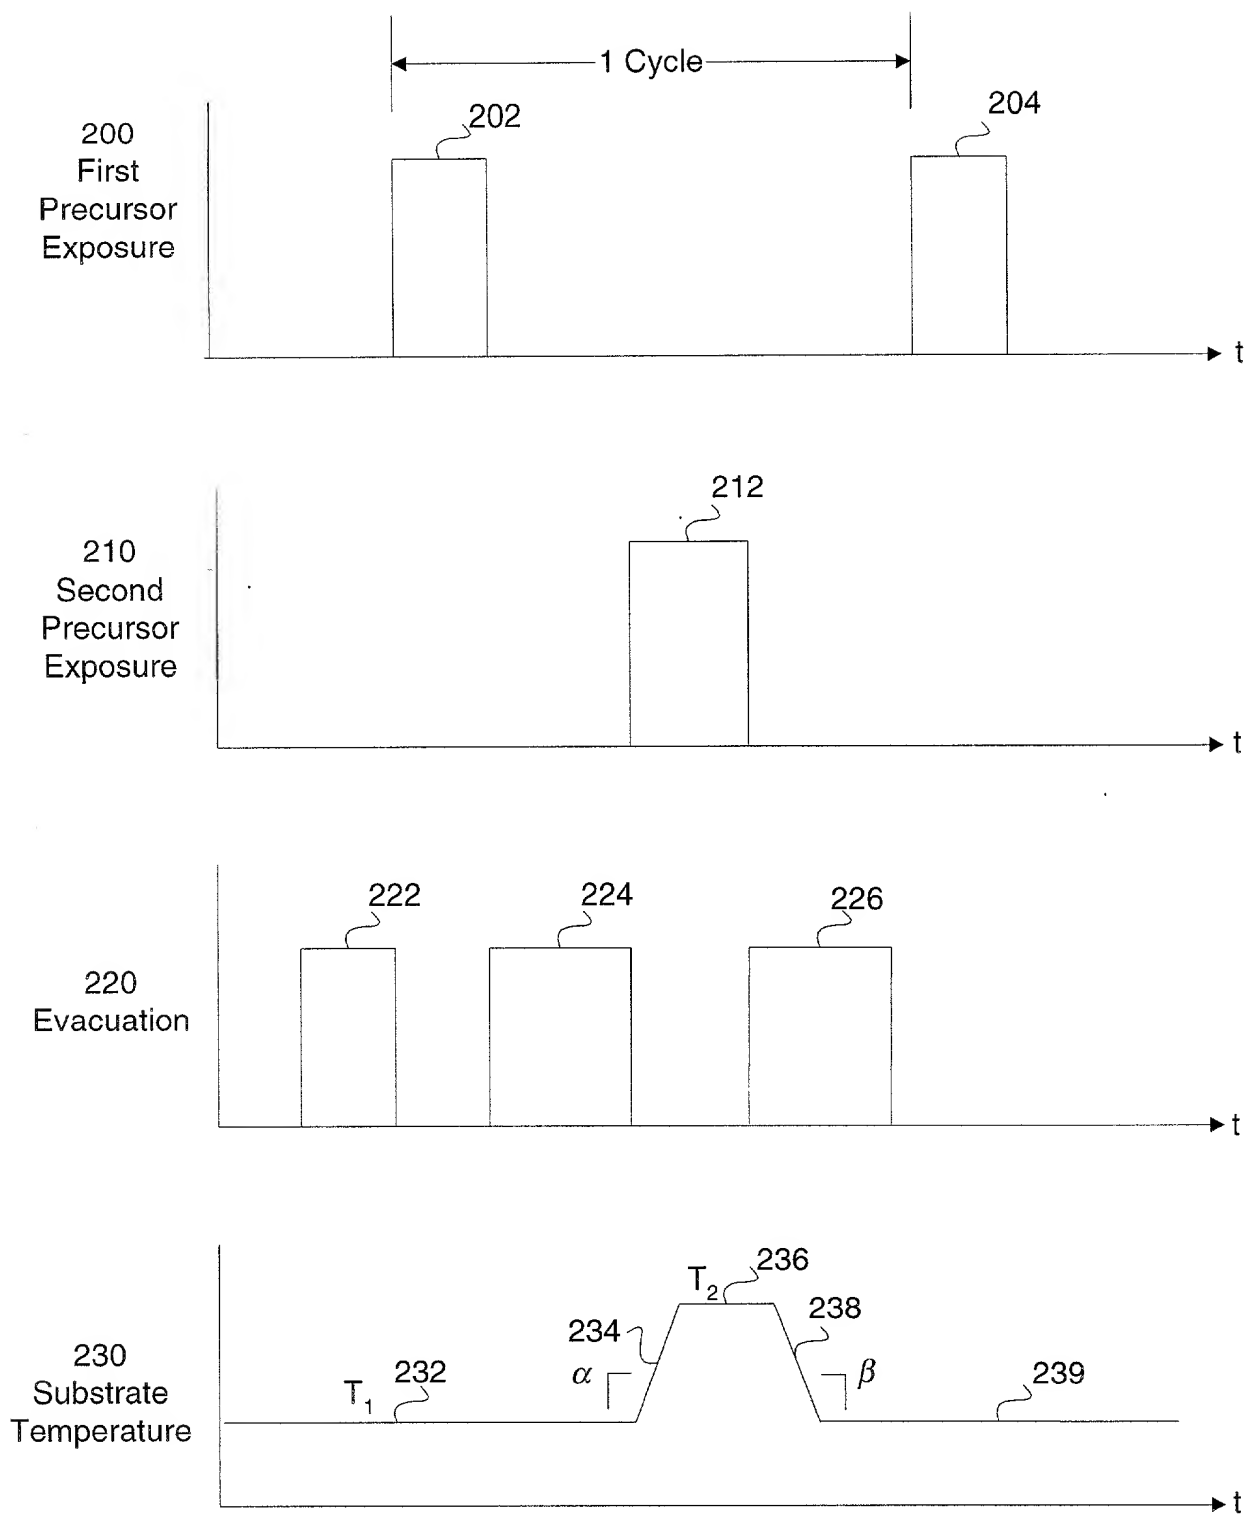 1 Cycle
202
204
200
First
Precursor
Exposure
t
212
210
Second
Precursor
Exposure
t
222
224
226
220
Evacuation
t
T2
236
234
238
α
β
230
Substrate
Temperature
T1
232
239
t